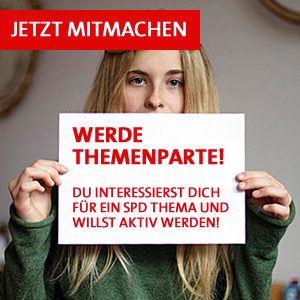 JETZT MITMACHEN
WERDE
THEMENPARTE!
DU INTERESSIERST DICH
FÜR EIN SPD THEMA UND
WILLST AKTIV WERDEN!